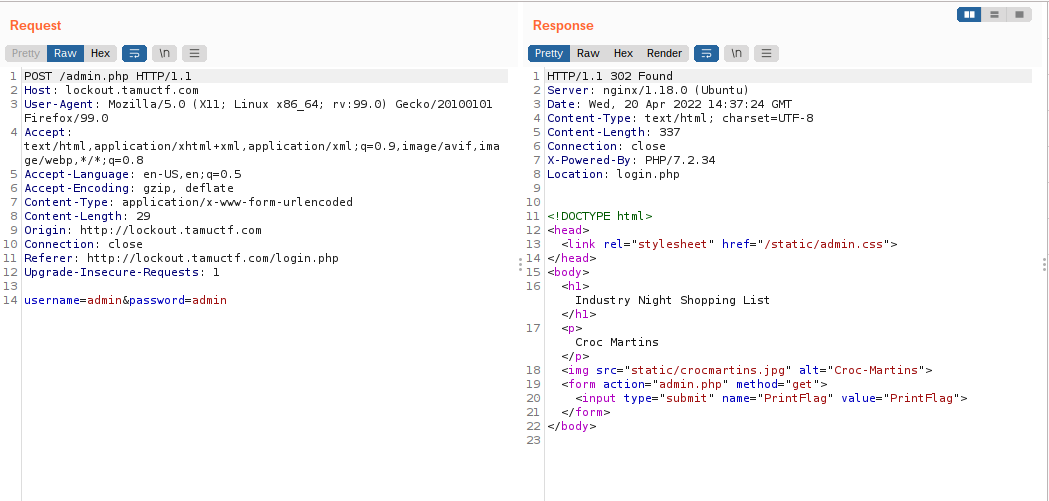 Request
Pretty Raw Hex \n
1 POST /admin.php HTTP/1.1
2 Host: lockout.tamuctf.com
3 User-Agent: Mozilla/5.0 (X11; Linux x86_64; rv:99.0) Gecko/20100101
Firefox/99.0
4 Accept:
text/html,application/xhtml+xml,application/xml;q=0.9,image/avif,ima
ge/webp,*/*;q=0.8
5 Accept-Language: en-US,en;q=0.5
6 Accept-Encoding: gzip, deflate
7 Content-Type: application/x-www-form-urlencoded
8 Content-Length: 29
9 Origin: http://lockout.tamuctf.com
10 Connection: close
11 Referer: http://lockout.tamuctf.com/login.php
12 Upgrade-Insecure-Requests: 1
13
14 username=admin&password=admin
Response
Pretty Raw Hex Render \n
1 HTTP/1.1 302 Found
2 Server: nginx/1.18.0 (Ubuntu)
3 Date: Wed, 20 Apr 2022 14:37:24 GMT
4 Content-Type: text/html; charset=UTF-8
5 Content-Length: 337
6 Connection: close
7 X-Powered-By: PHP/7.2.34
8 Location: login.php
9
10
11 <!DOCTYPE html>
12 <head>
13 <link rel="stylesheet" href="/static/admin.css">
14 </head>
15 <body>
16 <h1>
Industry Night Shopping List
</h1>
17 <p>
Croc Martins
</p>
18 <img src="static/crocmartins.jpg" alt="Croc-Martins">
19 <form action="admin.php" method="get">
20 <input type="submit" name="PrintFlag" value="PrintFlag">
21 </form>
22 </body>
23